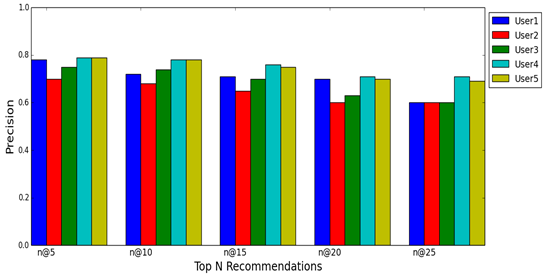 1.0
0.8
0.6
0.4
0.2
0.0
Precision
n@5 n@10 n@15 n@20 n@25
Top N Recommendations
User1
User2
User3
User4
User5